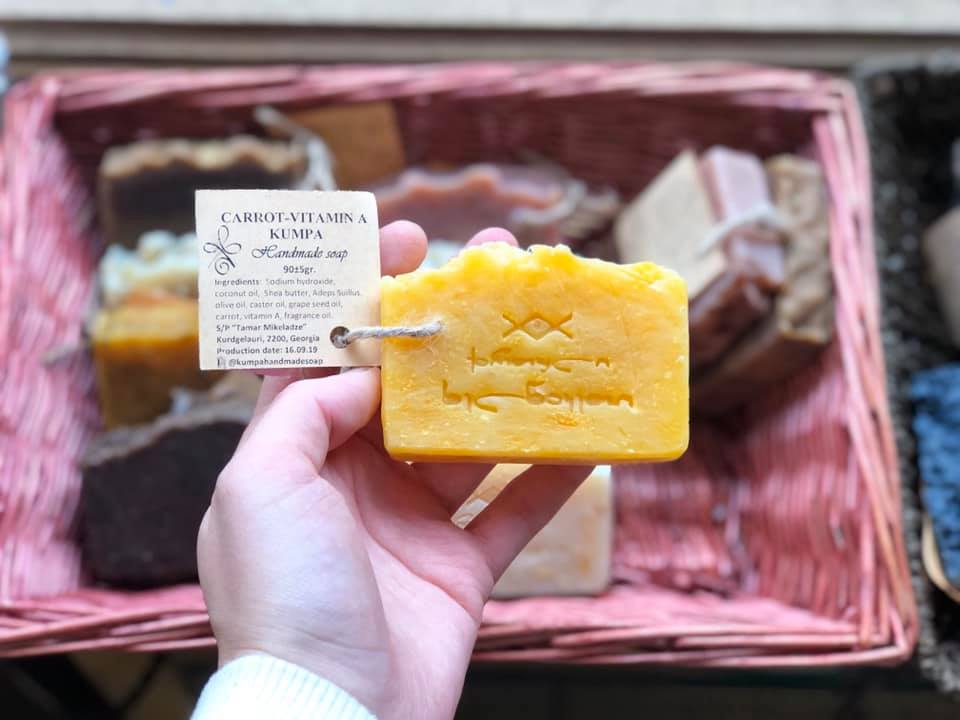 CARROT-VITAMIN A
KUMPA
Handmade soap
90±5gr.
Ingredients: Sodium hydroxide,
coconut oil, Shea butter, Adeps Suillus,
olive oil, castor oil, grape seed oil,
carrot, vitamin A, fragrance oil.
S/P "Tamar Mikeladze"
Kurdgelauri, 2200, Georgia
Production date: 16.09.19
@kumpahandmadesoap